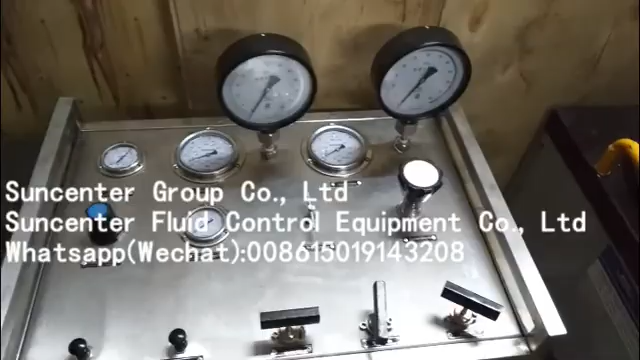 Suncenter Group Co., Ltd
Suncenter Fluid Control Equipment Co., Ltd
Whatsapp(Wechat):008615019143208